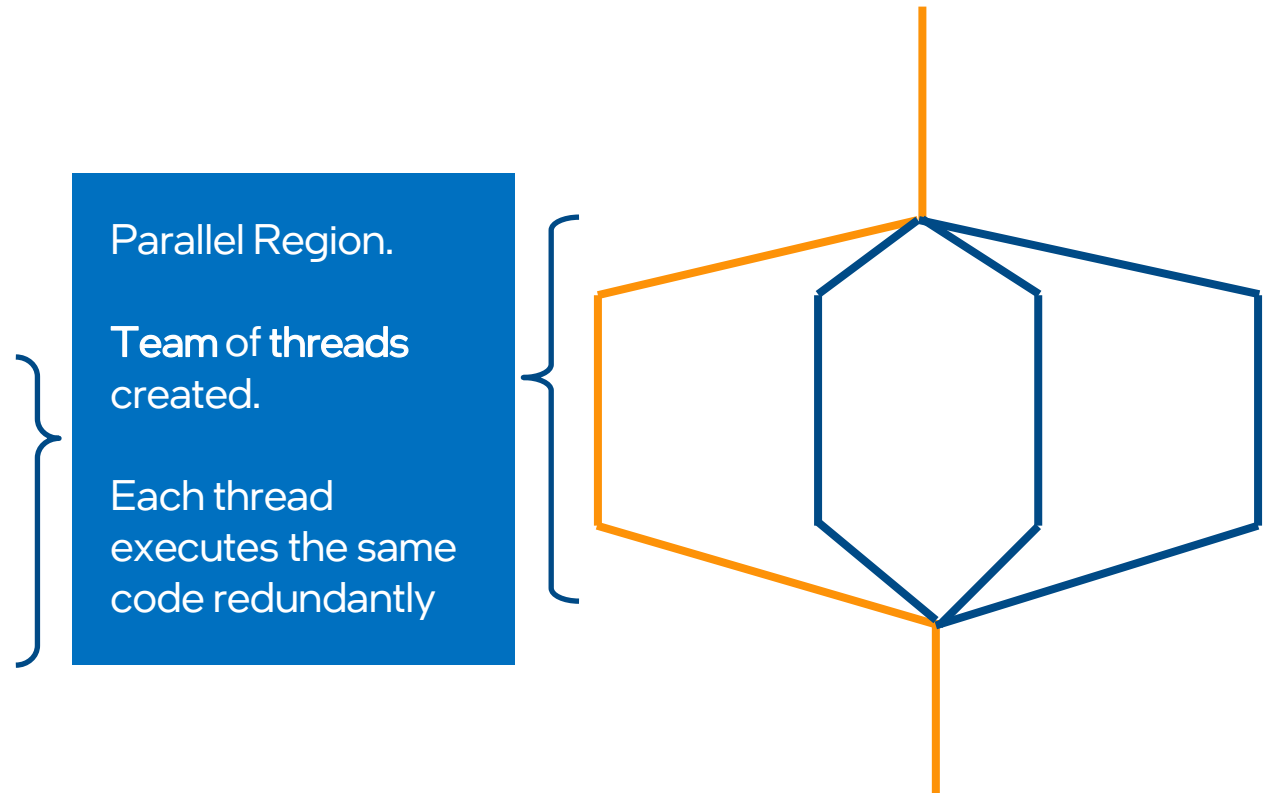 Parallel Region.
Team of threads
created.
Each thread
executes the same
code redundantly